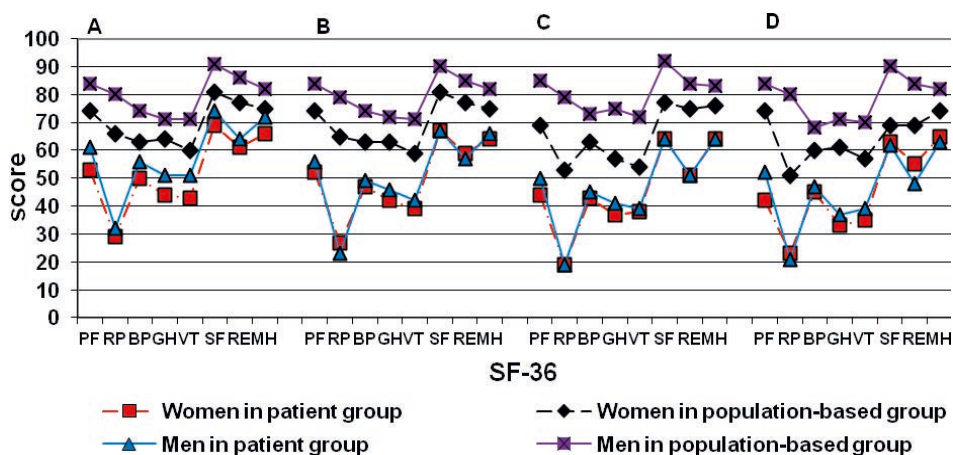 A B C D
100
90
80
70
60
50
40
30
20
10
0
score
PF RP BP GH VT SF RE MH PF RP BP GH VT SF RE MH PF RP BP GH VT SF RE MH PF RP BP GH VT SF RE MH
SF-36
Women in patient group Women in population-based group
Men in patient group Men in population-based group